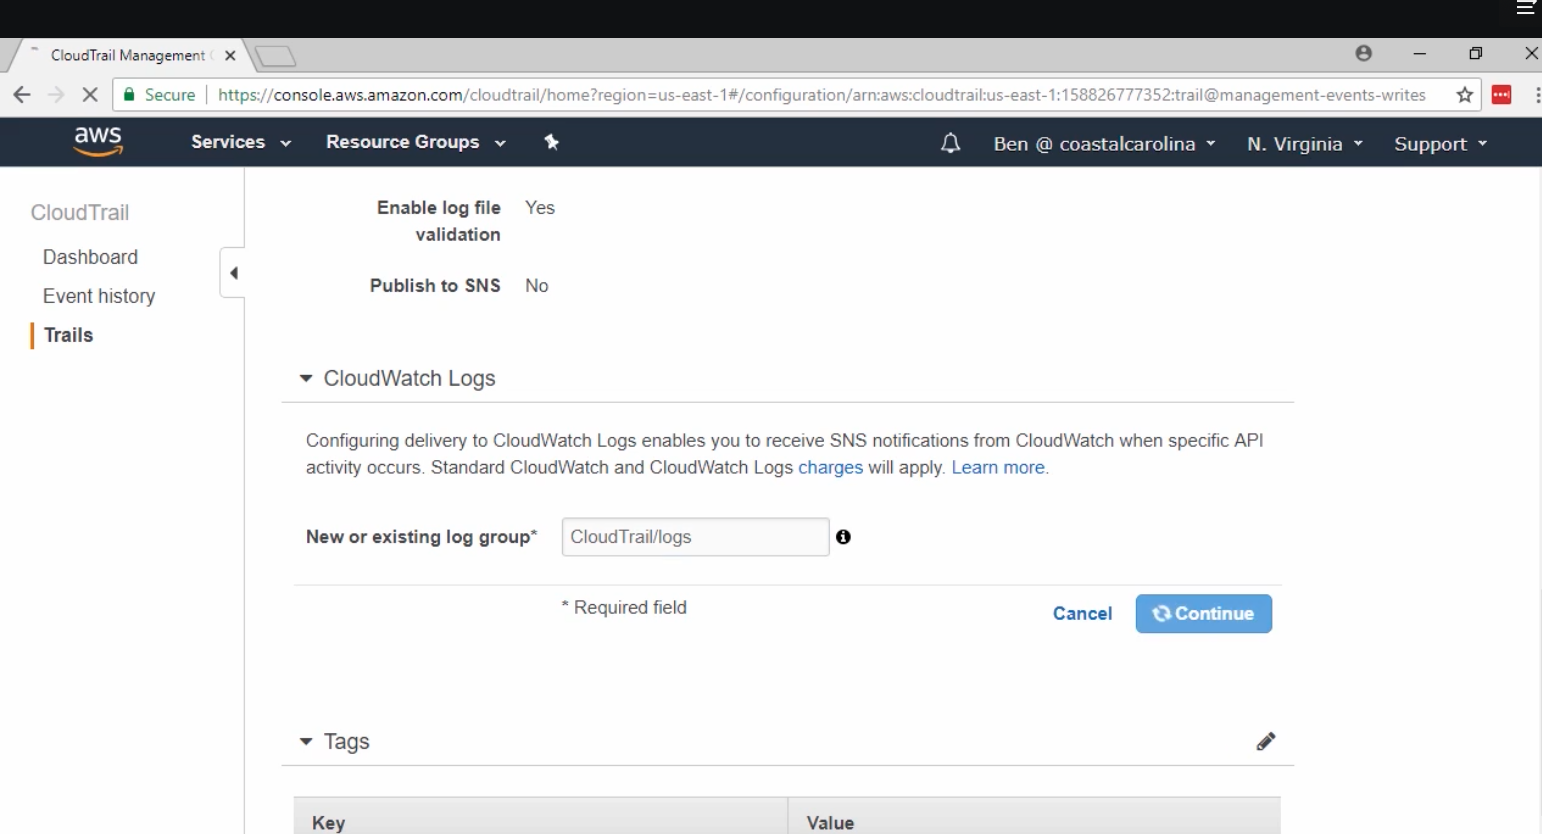 CloudTrail Management
Secure https://console.aws.amazon.com/cloudtrail/home?region=us-east-1#/configuration/arn:aws:cloudtrail:us-east-1:158826777352:trail@management-events-writes
aws Services Resource Groups Ben @ coastalcarolina N. Virginia Support
CloudTrail
Dashboard
Event history
Trails
Enable log file
validation
Yes
Publish to SNS No
CloudWatch Logs
Configuring delivery to CloudWatch Logs enables you to receive SNS notifications from CloudWatch when specific API
activity occurs. Standard CloudWatch and CloudWatch Logs charges will apply. Learn more.
New or existing log group* CloudTrail/logs
* Required field Cancel Continue
Tags
Key Value